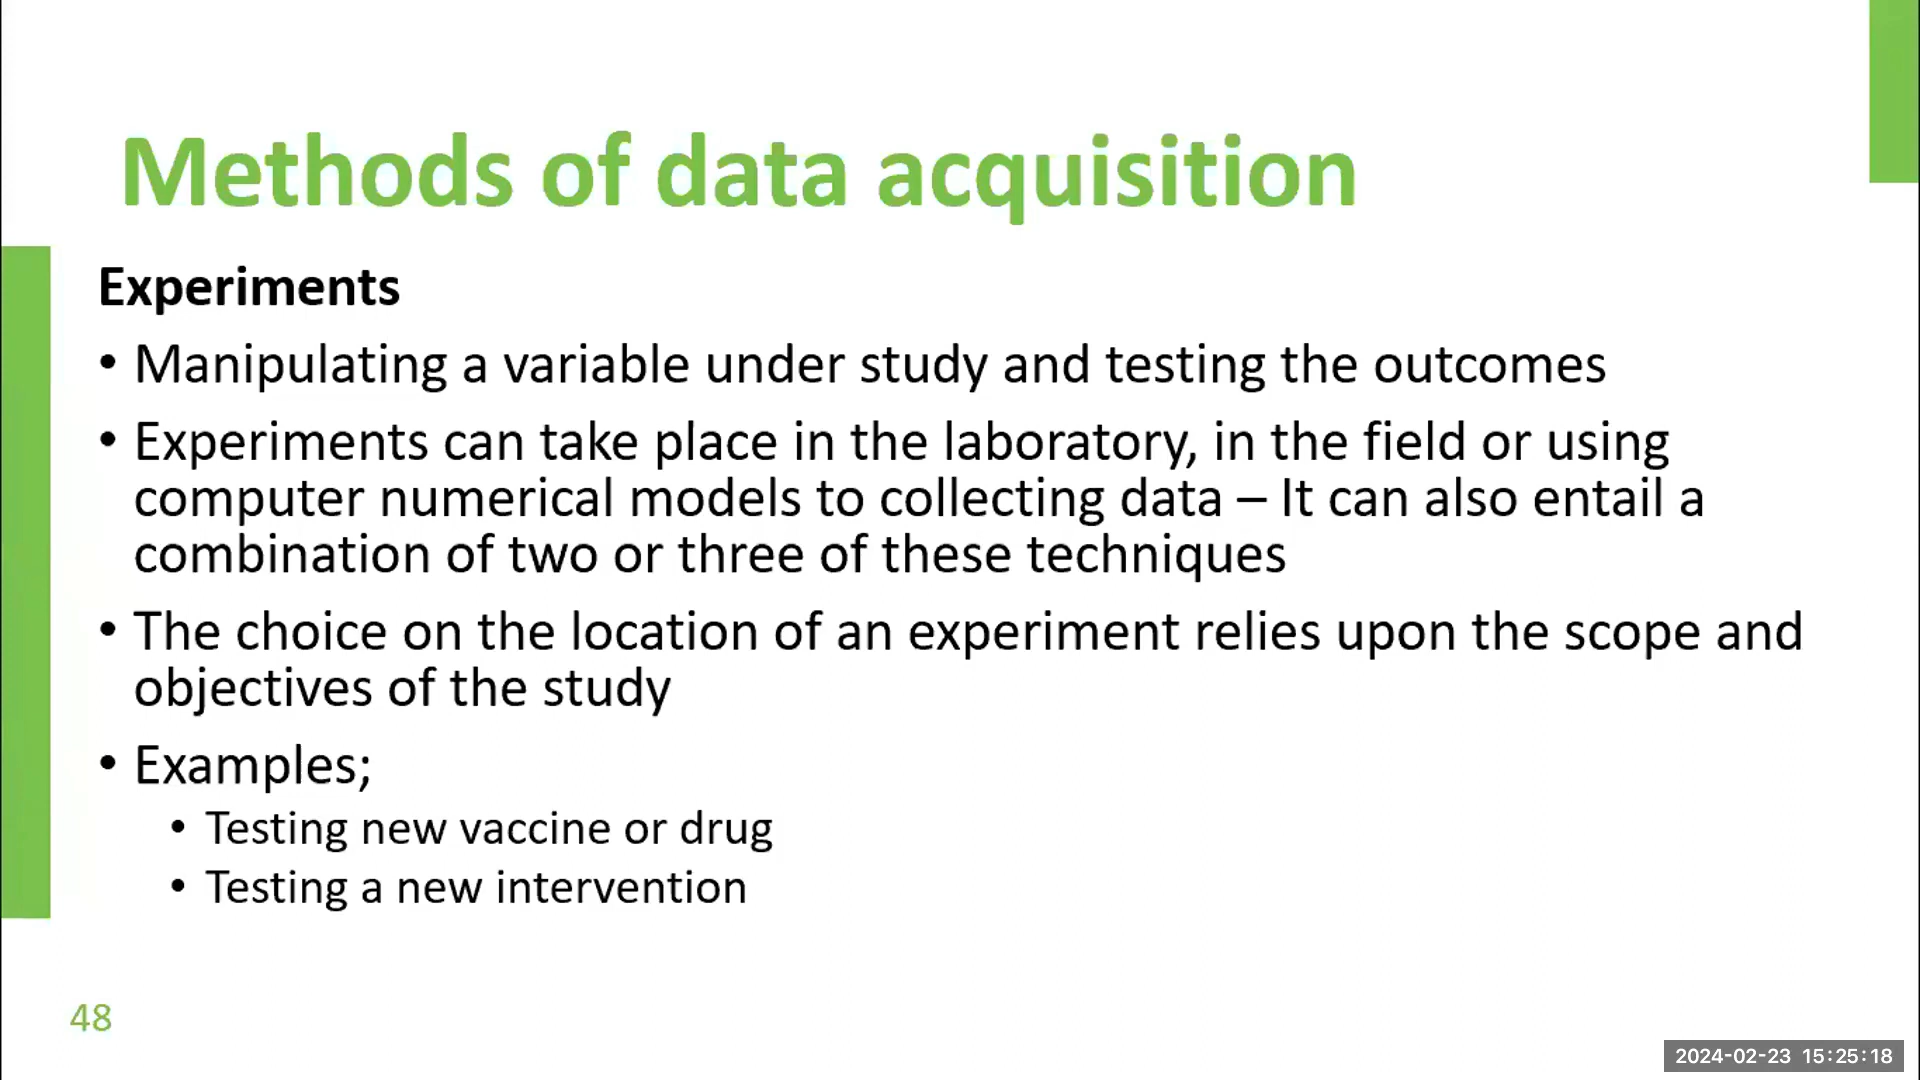 Methods of data acquisition
Experiments
• Manipulating a variable under study and testing the outcomes
• Experiments can take place in the laboratory, in the field or using
computer numerical models to collecting data – It can also entail a
combination of two or three of these techniques
• The choice on the location of an experiment relies upon the scope and
objectives of the study
• Examples;
• Testing new vaccine or drug
• Testing a new intervention
48
2024-02-23 15:25:18